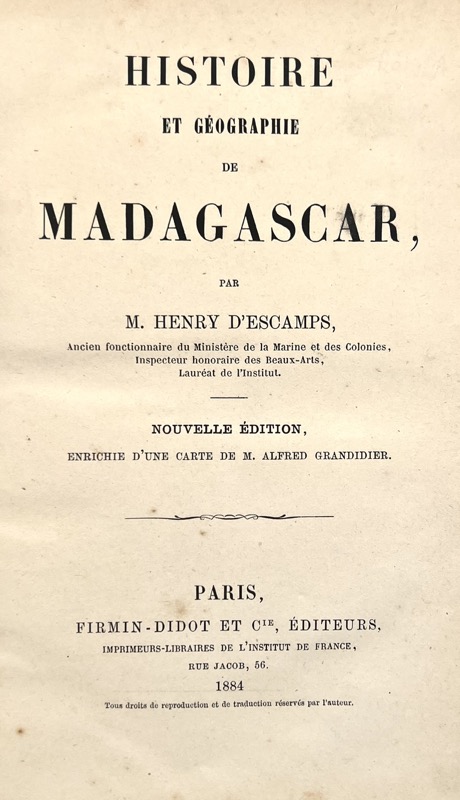 HISTOIRE
ET GÉOGRAPHIE
DE
MADAGASCAR,
PAR
M. HENRY D'ESCAMPS,
Ancien fonctionnaire du Ministère de la Marine et des Colonies,
Inspecteur honoraire des Beaux-Arts,
Lauréat de l'Institut.
NOUVELLE ÉDITION,
ENRICHIE D'UNE CARTE DE M. ALFRED GRANDIDIER.
PARIS,
FIRMIN-DIDOT ET CIE, ÉDITEURS,
IMPRIMEURS-LIBRAIRES DE L'INSTITUT DE FRANCE,
RUE JACOB, 56.
1884
Tous droits de reproduction et de traduction réservés par l'auteur.